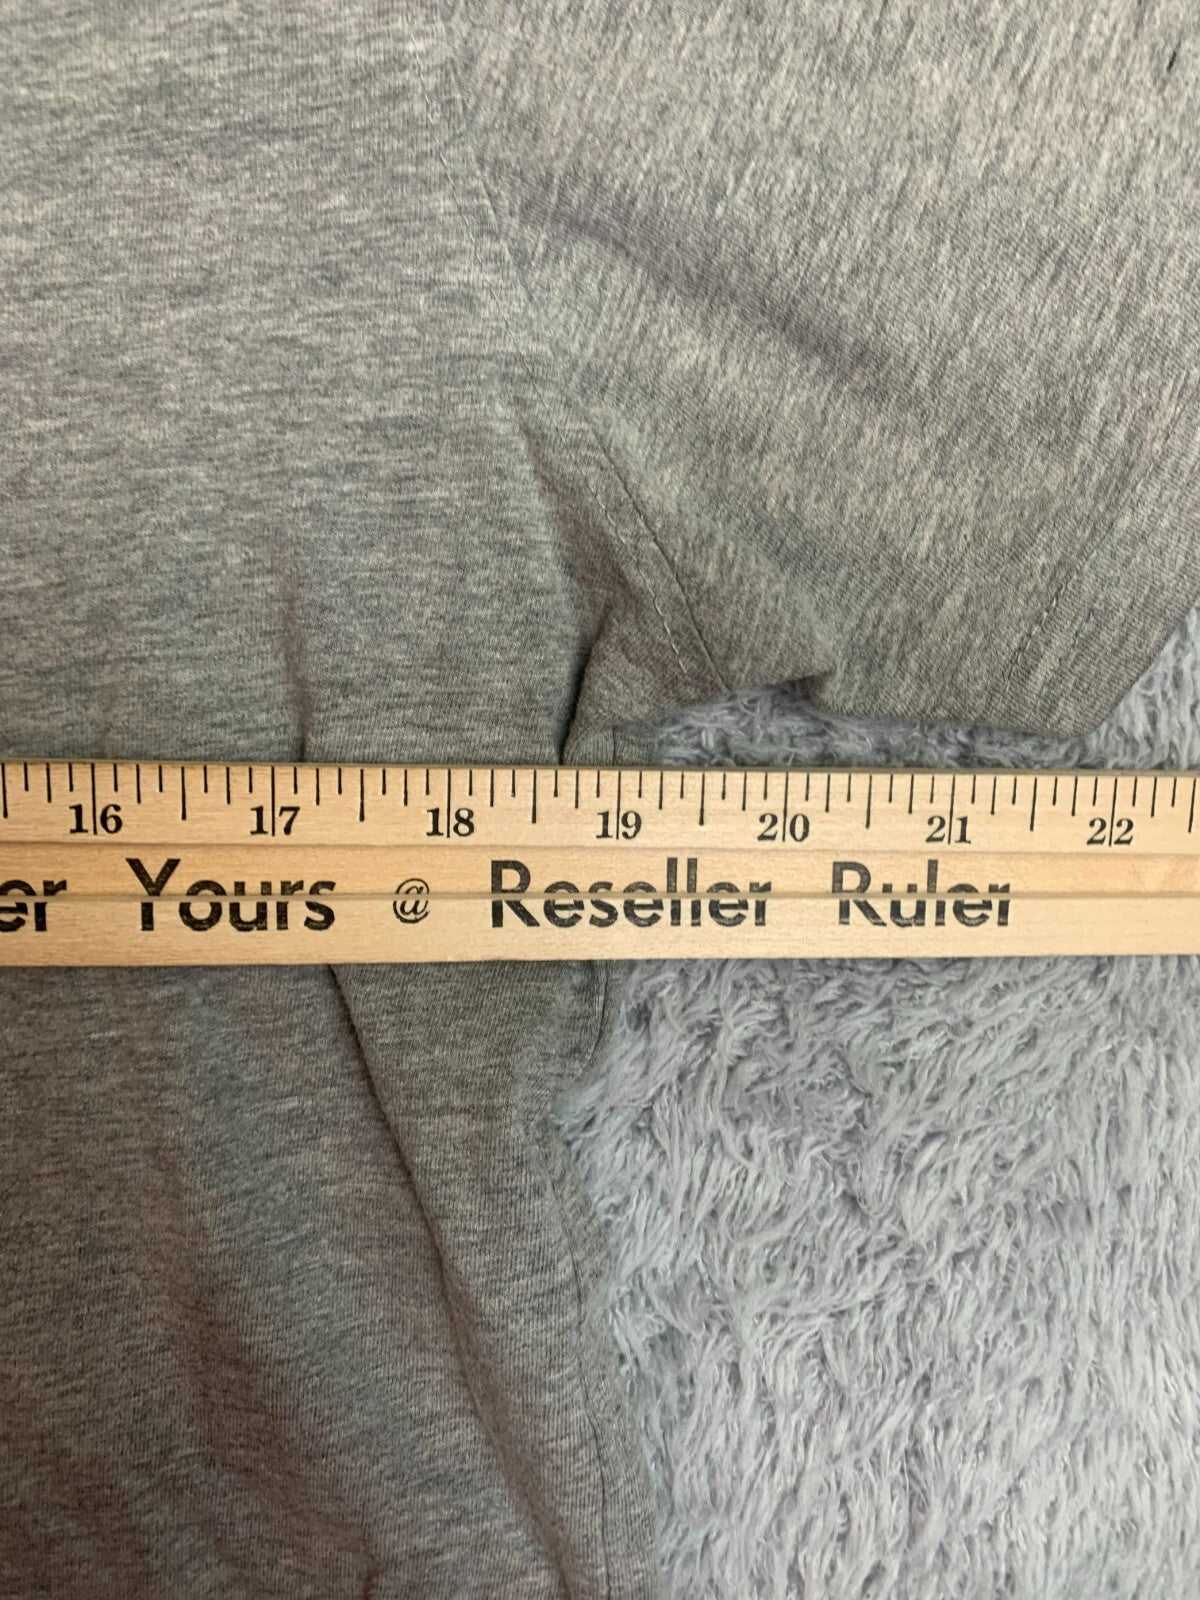 16 17 18 19 20 21 22
er Yours @ Reseller Ruler